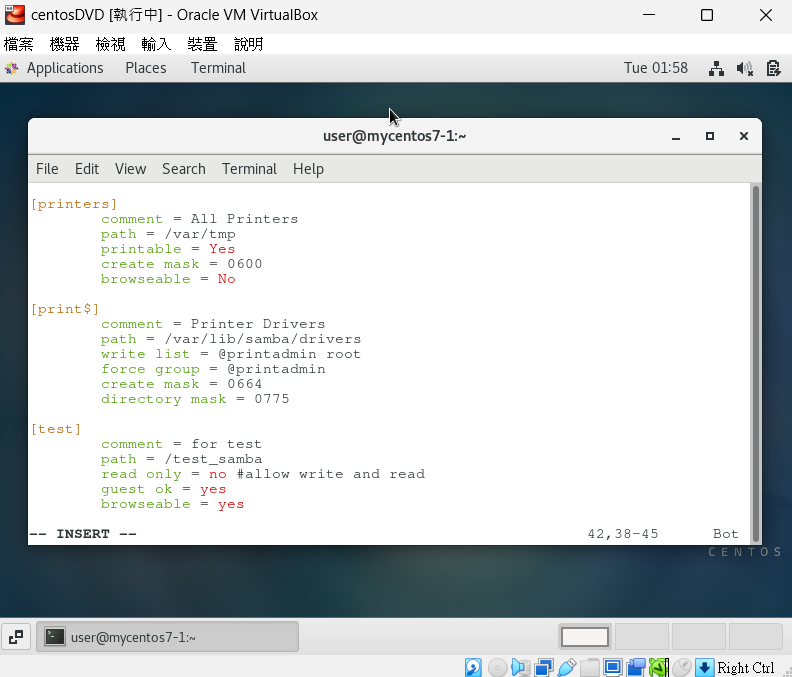 centosDVD [執行中] - Oracle VM VirtualBox
檔案 機器 檢視 輸入 裝置 說明
Applications Places Terminal Tue 01:58
user@mycentos7-1:~
File Edit View Search Terminal Help
[printers]
comment = All Printers
path = /var/tmp
printable = Yes
create mask = 0600
browseable = No
[print$]
comment = Printer Drivers
path = /var/lib/samba/drivers
write list = @printadmin root
force group = @printadmin
create mask = 0664
directory mask = 0775
[test]
comment = for test
path = /test_samba
read only = no #allow write and read
guest ok = yes
browseable = yes
-- INSERT -- 42,38-45 Bot
CENTOS
user@mycentos7-1:~
Right Ctrl